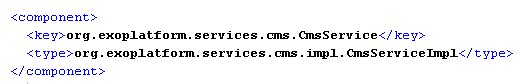 <component>
<key>org.exoplatform.services.cms.CmsService</key>
<type>org.exoplatform.services.cms.impl.CmsServiceImpl</type>
</component>